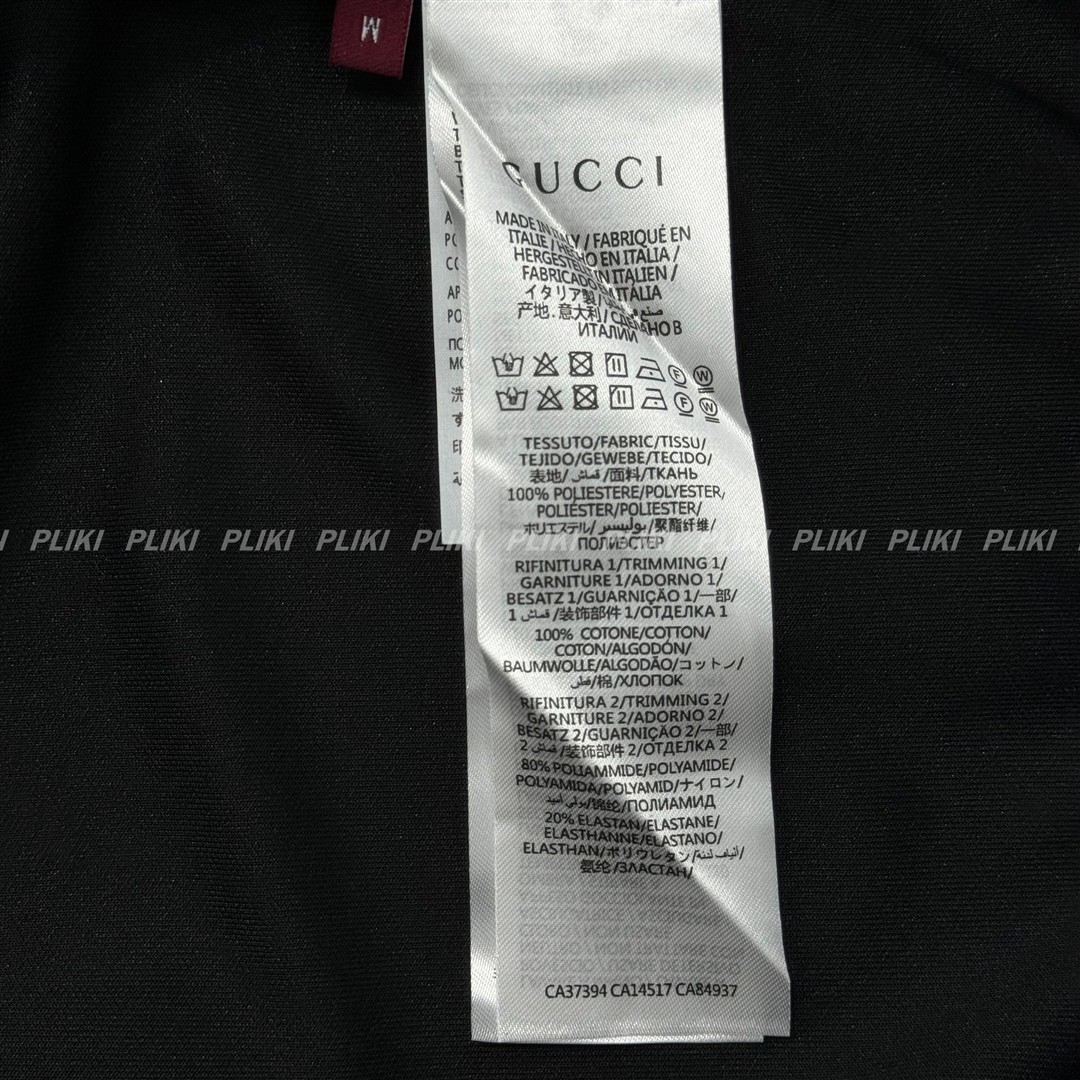 M
GUCCI
MADE IN ITALY / FABRIQUÉ EN
ITALIE / HECHO EN ITALIA /
HERGESTELLT IN ITALIEN /
FABRICADO EM ITÁLIA
イタリア製 /
产地.意大利 / СДЕЛАНО В
ИТАЛИИ
F W
F W
TESSUTO/FABRIC/TISSU/
TEJIDO/GEWEBE/TECIDO/
表地/ قماش /面料/ТКАНЬ
100% POLIESTERE/POLYESTER/
POLIÉSTER/POLIESTER/
ポリエステル/ بوليستر /聚酯纤维/
ПОЛИЭСТЕР
RIFINITURA 1/TRIMMING 1/
GARNITURE 1/ADORNO 1/
BESATZ 1/GUARNIÇÃO 1/一部/
1 قماش /装饰部件 1/ОТДЕЛКА 1
100% COTONE/COTTON/
COTON/ALGODÓN/
BAUMWOLLE/ALGODÃO/コットン/
قطن/棉/ХЛОПОК
RIFINITURA 2/TRIMMING 2/
GARNITURE 2/ADORNO 2/
BESATZ 2/GUARNIÇÃO 2/一部/
2 قماش /装饰部件 2/ОТДЕЛКА 2
80% POLIAMMIDE/POLYAMIDE/
POLYAMIDA/POLYAMID/ナイロン/
بولي أميد/锦纶/ПОЛИАМИД
20% ELASTAN/ELASTANE/
ELASTHANNE/ELASTANO/
ELASTHAN/ポリウレタン/ألياف لدنة/
氨纶/ЭЛАСТАН/
CA37394 CA14517 CA84937
PLIKI PLIKI PLIKI PLIKI PLIKI PLIKI PLIKI PLIKI PLIKI